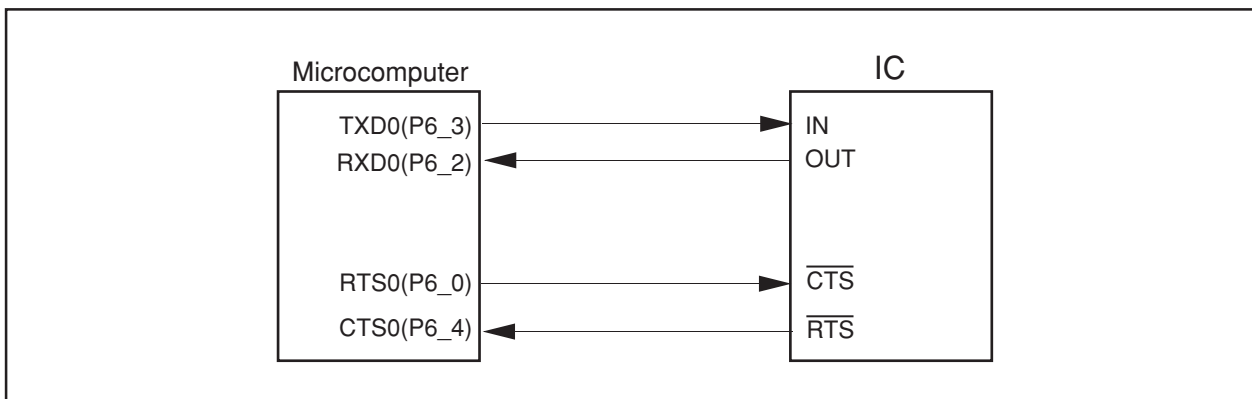 Microcomputer
IC
TXD0(P6_3)
IN
RXD0(P6_2)
OUT
RTS0(P6_0)
CTS
CTS0(P6_4)
RTS